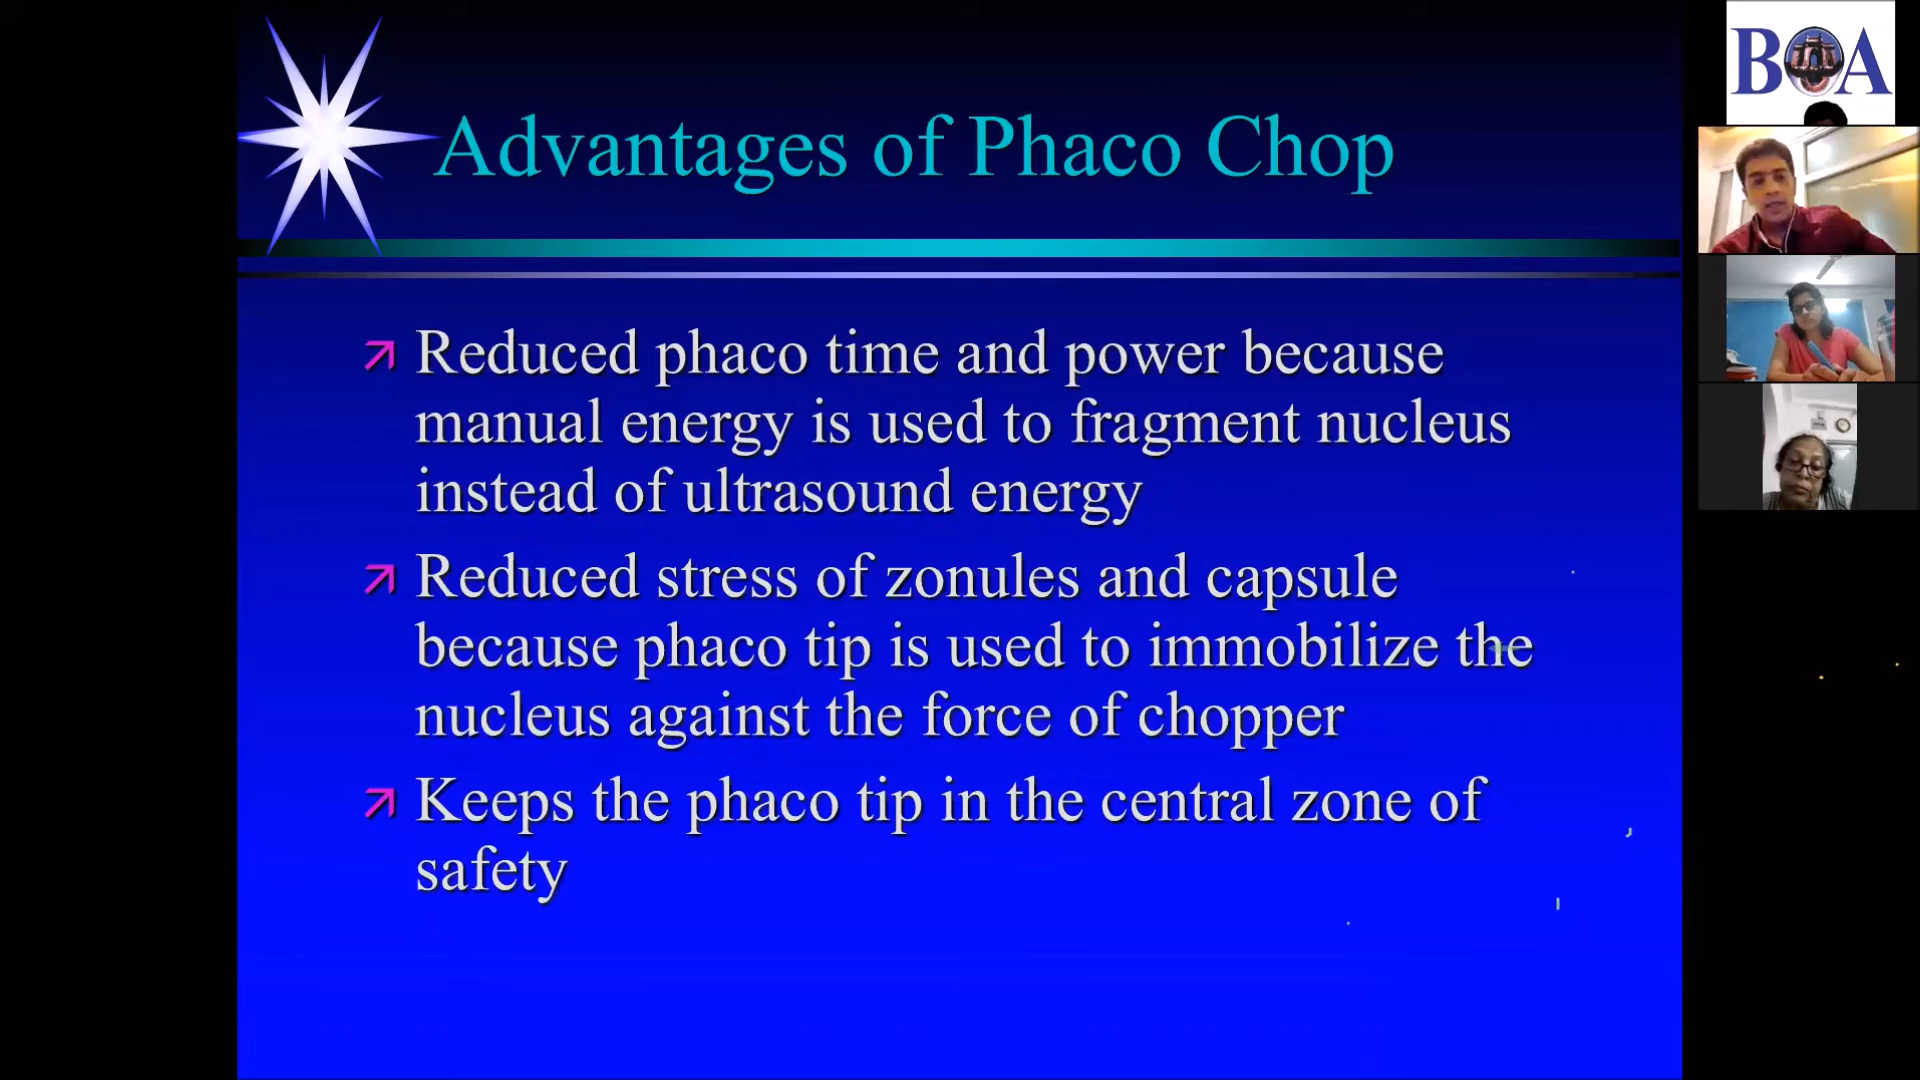 Advantages of Phaco Chop
Reduced phaco time and power because
manual energy is used to fragment nucleus
instead of ultrasound energy
Reduced stress of zonules and capsule
because phaco tip is used to immobilize the
nucleus against the force of chopper
Keeps the phaco tip in the central zone of
safety
BOA